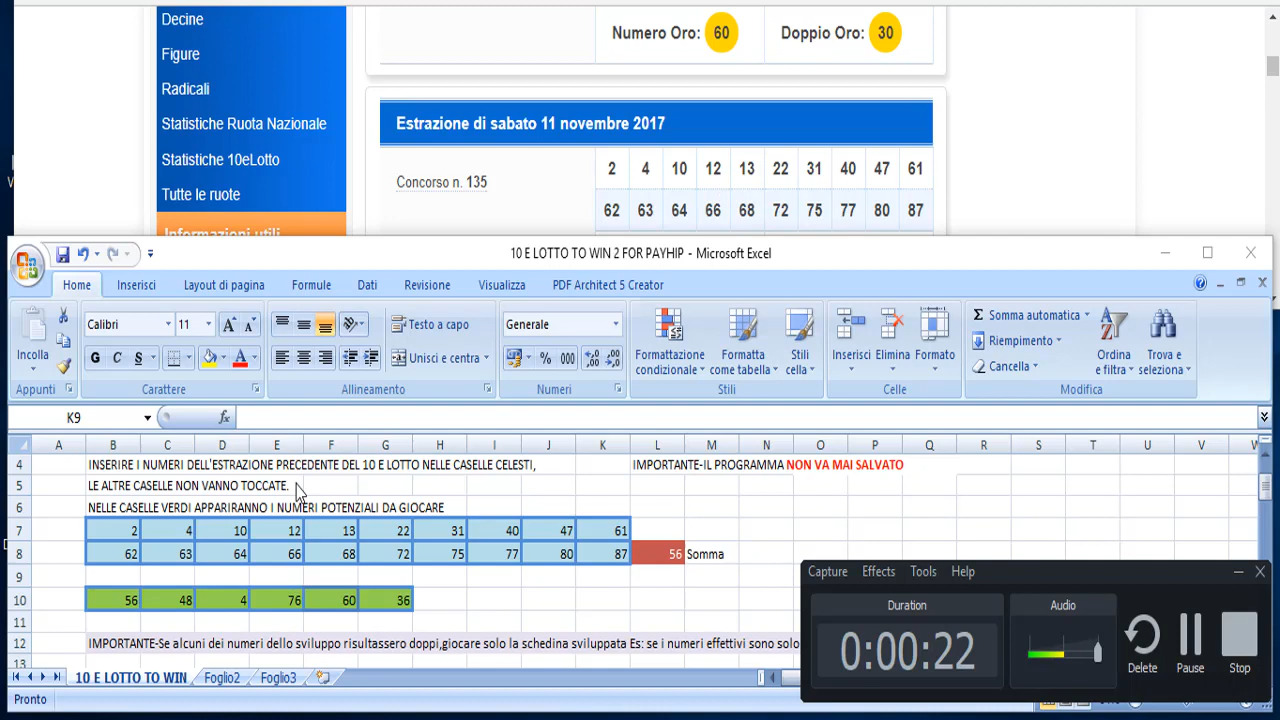 Decine
Figure
Radicali
Statistiche Ruota Nazionale
Statistiche 10eLotto
Tutte le ruote
Informazioni utili
Numero Oro: 60 Doppio Oro: 30
Estrazione di sabato 11 novembre 2017
Concorso n. 135
2 4 10 12 13 22 31 40 47 61
62 63 64 66 68 72 75 77 80 87
10 E LOTTO TO WIN 2 FOR PAYHIP - Microsoft Excel
Home Inserisci Layout di pagina Formule Dati Revisione Visualizza PDF Architect 5 Creator
Incolla
Appunti
Calibri 11
G C S
Carattere
Testo a capo
Unisci e centra
Allineamento
Generale
% 000
Numeri
Formattazione condizionale
Formatta come tabella
Stili cella
Stili
Inserisci Elimina Formato
Celle
Somma automatica
Riempimento
Cancella
Ordina e filtra
Trova e seleziona
Modifica
K9 fx
A B C D E F G H I J K L M N O P Q R S T U V W
4 INSERIRE I NUMERI DELL'ESTRAZIONE PRECEDENTE DEL 10 E LOTTO NELLE CASELLE CELESTI, IMPORTANTE-IL PROGRAMMA NON VA MAI SALVATO
5 LE ALTRE CASELLE NON VANNO TOCCATE.
6 NELLE CASELLE VERDI APPARIRANNO I NUMERI POTENZIALI DA GIOCARE
7 2 4 10 12 13 22 31 40 47 61
8 62 63 64 66 68 72 75 77 80 87 56 Somma
9
10 56 48 4 76 60 36
11
12 IMPORTANTE-Se alcuni dei numeri dello sviluppo risultassero doppi,giocare solo la schedina sviluppata Es: se i numeri effettivi sono solo
13
10 E LOTTO TO WIN Foglio2 Foglio3
Pronto
Capture Effects Tools Help
Duration
0:00:22
Audio
Delete Pause Stop